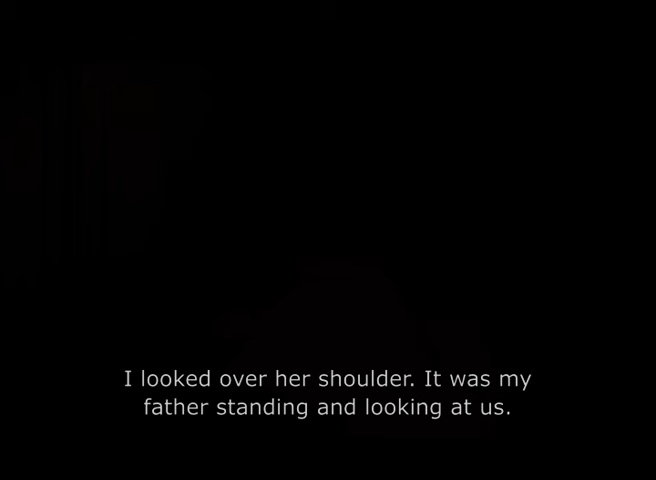 I looked over her shoulder. It was my
father standing and looking at us.